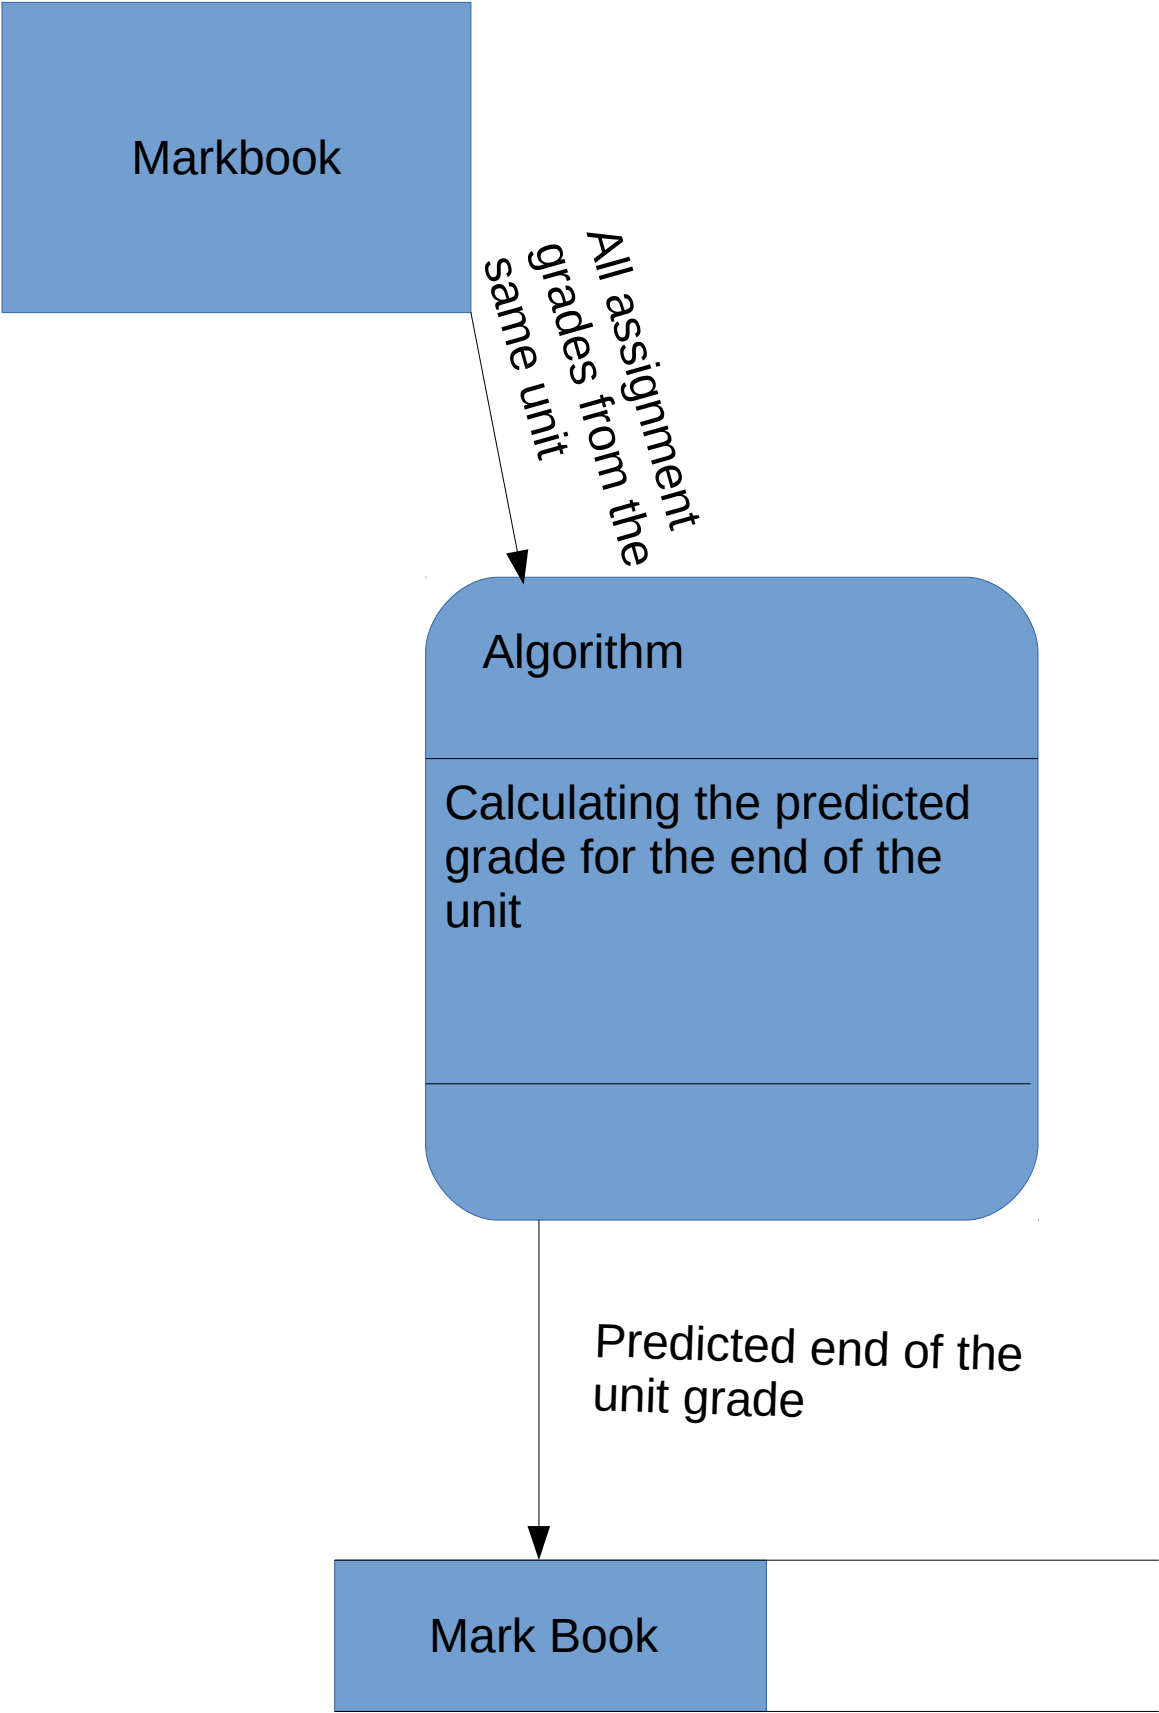 Markbook
All assignment
grades from the
same unit
Algorithm
Calculating the predicted
grade for the end of the
unit
Predicted end of the
unit grade
Mark Book